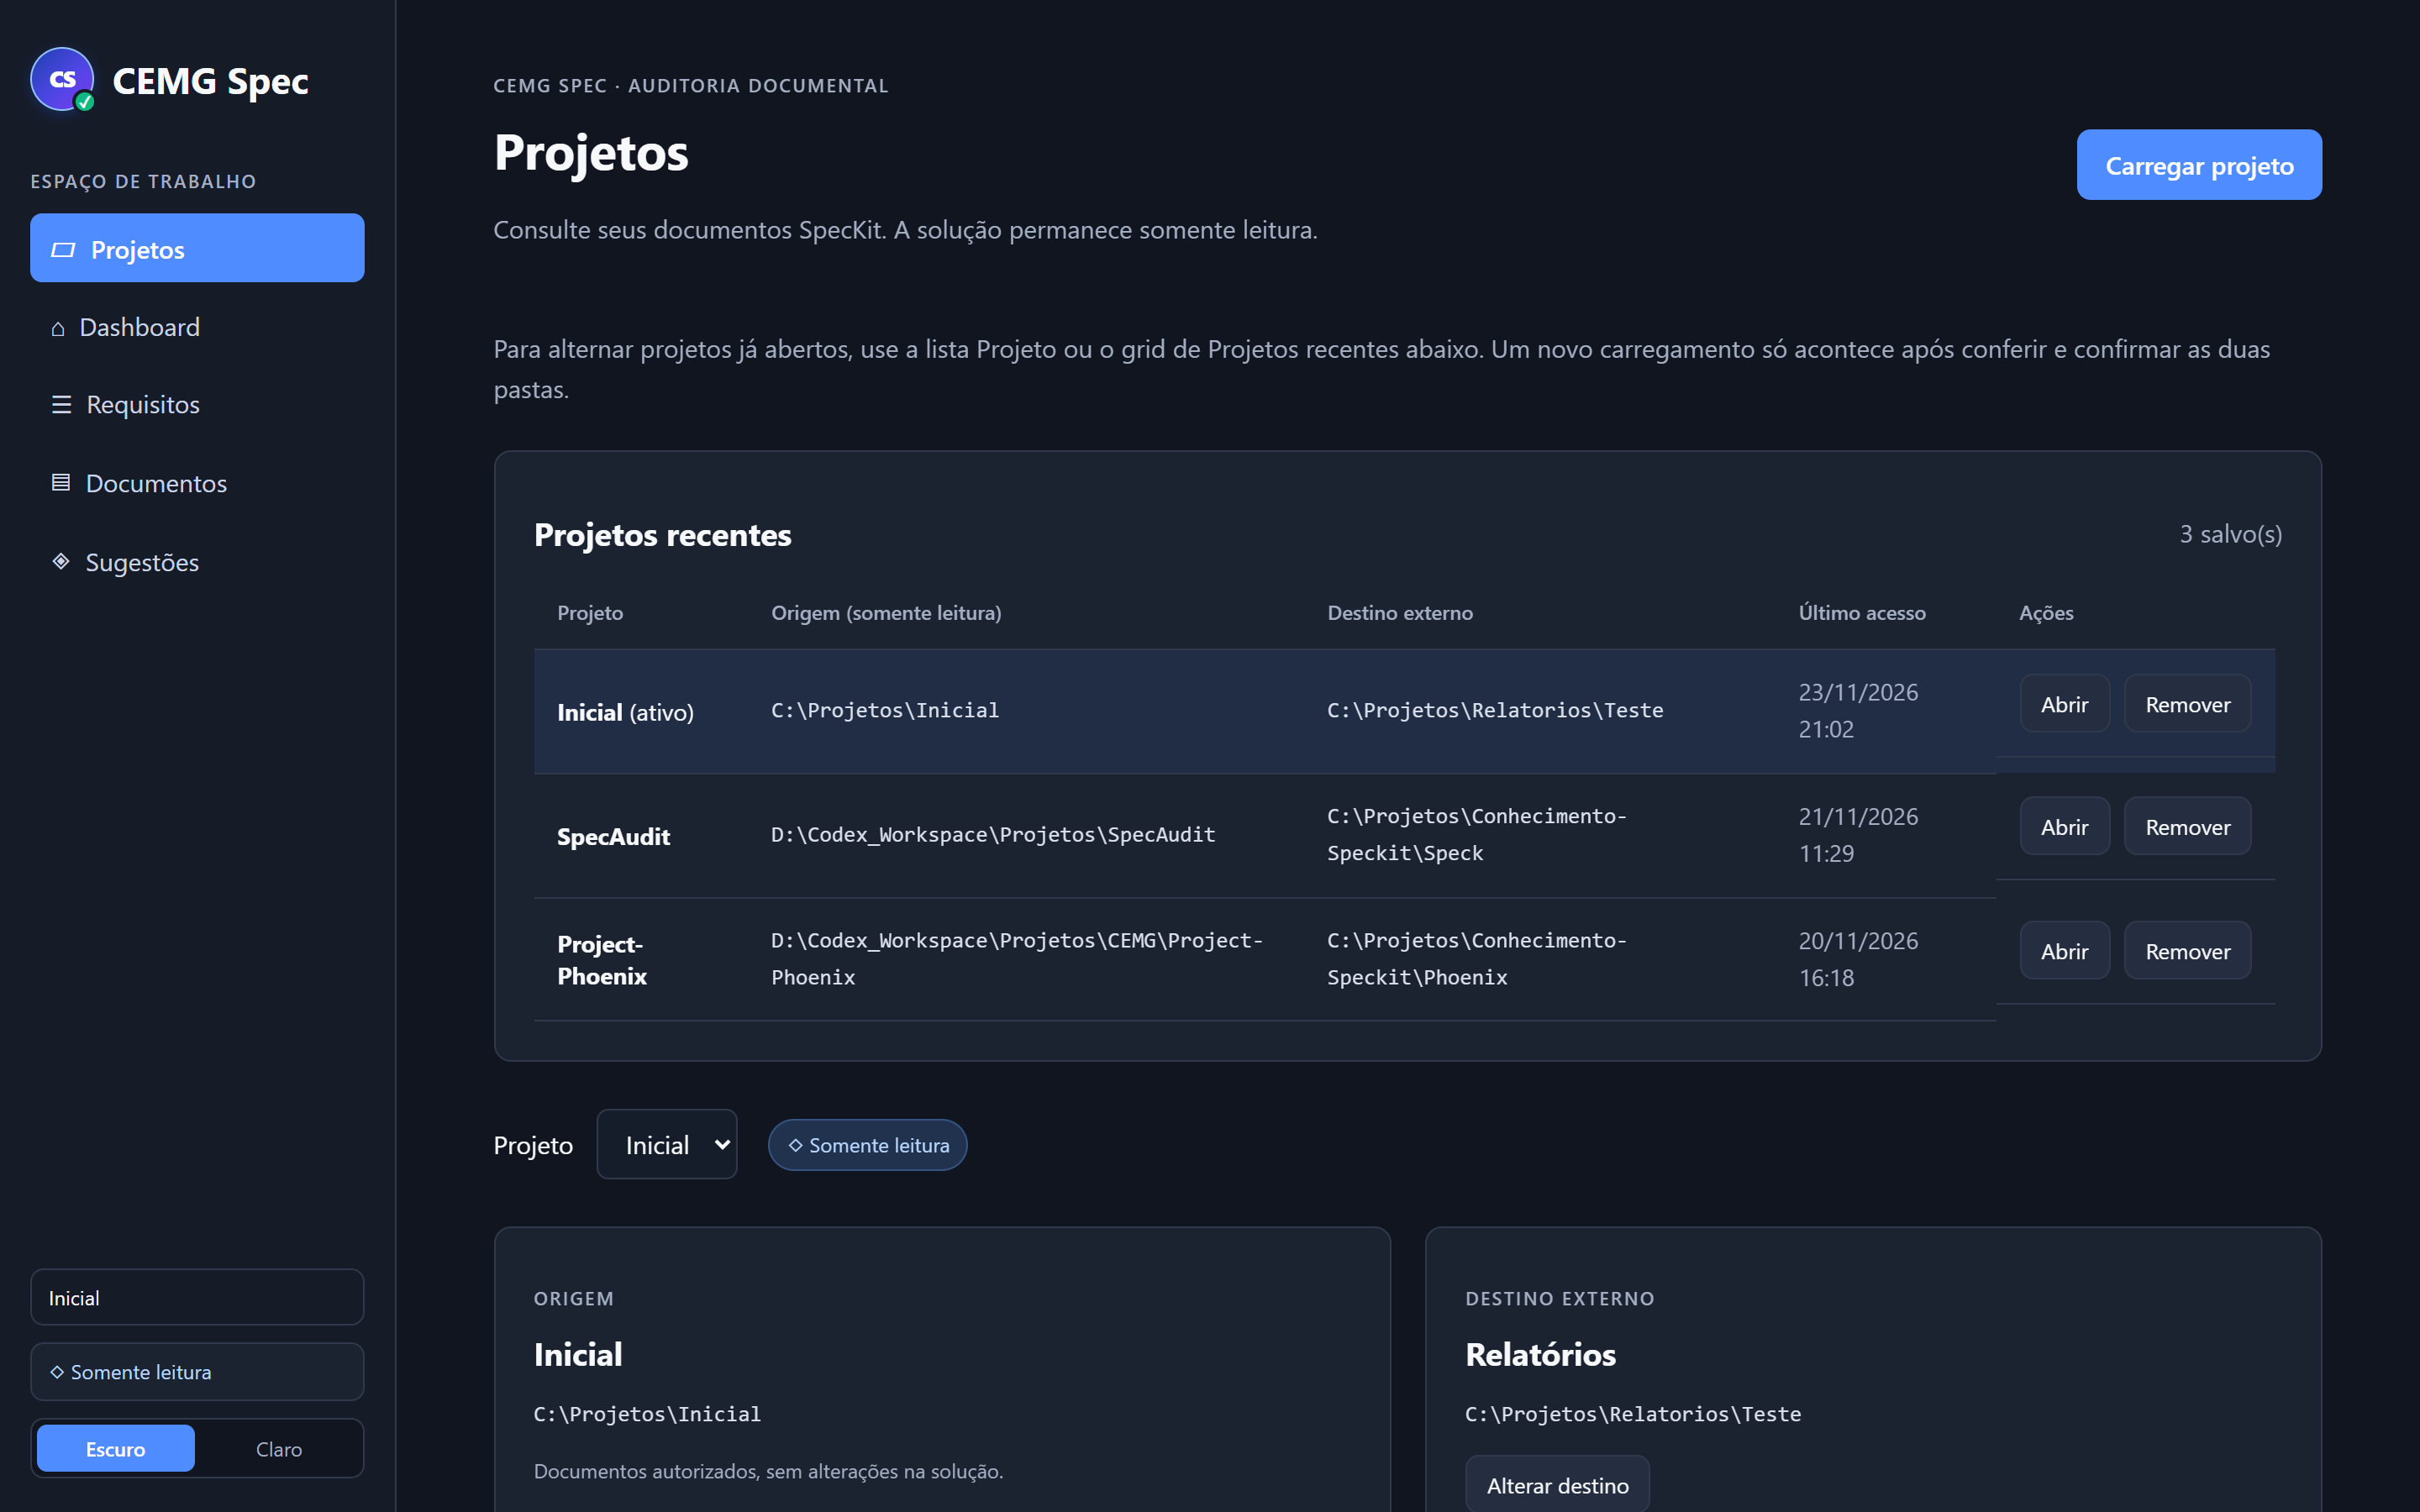 CS
CEMG Spec
ESPAÇO DE TRABALHO
Projetos
Dashboard
Requisitos
Documentos
Sugestões
Inicial
Somente leitura
Escuro
Claro
CEMG SPEC · AUDITORIA DOCUMENTAL
Projetos
Carregar projeto
Consulte seus documentos SpecKit. A solução permanece somente leitura.
Para alternar projetos já abertos, use a lista Projeto ou o grid de Projetos recentes abaixo. Um novo carregamento só acontece após conferir e confirmar as duas
pastas.
Projetos recentes
3 salvo(s)
Projeto
Origem (somente leitura)
Destino externo
Último acesso
Ações
Inicial (ativo)
C:\Projetos\Inicial
C:\Projetos\Relatorios\Teste
23/11/2026
21:02
Abrir
Remover
SpecAudit
D:\Codex_Workspace\Projetos\SpecAudit
C:\Projetos\Conhecimento-
Speckit\Speck
21/11/2026
11:29
Abrir
Remover
Project-
Phoenix
D:\Codex_Workspace\Projetos\CEMG\Project-
Phoenix
C:\Projetos\Conhecimento-
Speckit\Phoenix
20/11/2026
16:18
Abrir
Remover
Projeto
Inicial
Somente leitura
ORIGEM
Inicial
C:\Projetos\Inicial
Documentos autorizados, sem alterações na solução.
DESTINO EXTERNO
Relatórios
C:\Projetos\Relatorios\Teste
Alterar destino